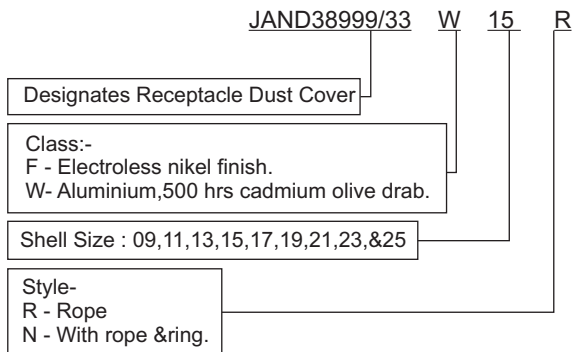 JAND38999/33 W 15 R
Designates Receptacle Dust Cover
Class:-
F - Electroless nikel finish.
W- Aluminium,500 hrs cadmium olive drab.
Shell Size : 09,11,13,15,17,19,21,23,&25
Style-
R - Rope
N - With rope &ring.